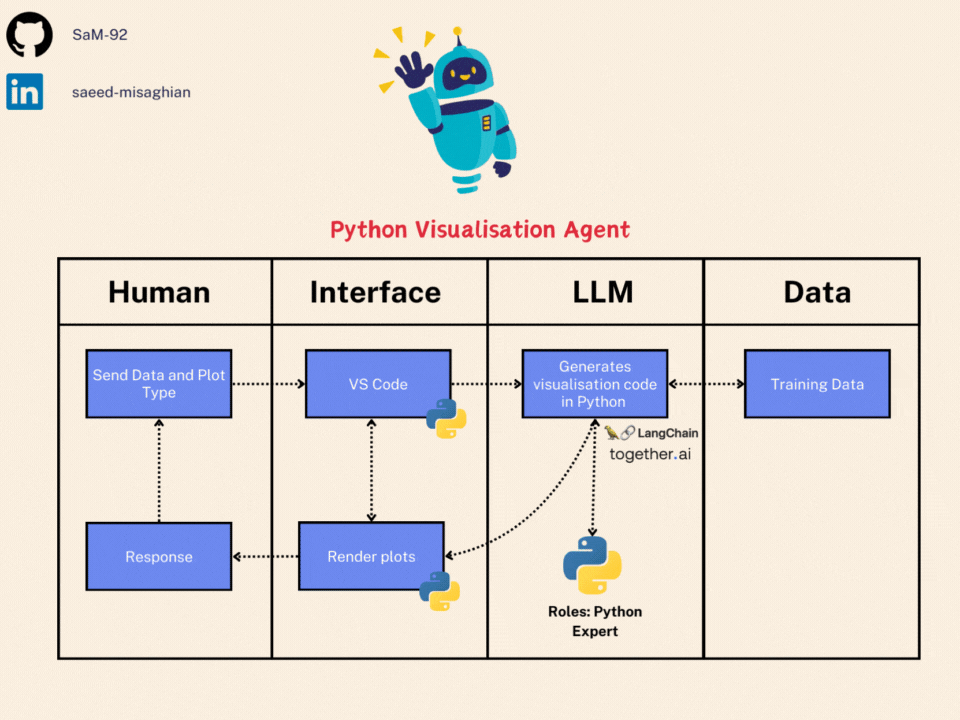 SaM-92
in
saeed-misaghian
Python Visualisation Agent
Human
Interface
LLM
Data
Send Data and Plot
Type
VS Code
Generates
visualisation code
in Python
Training Data
LangChain
together.ai
Response
Render plots
Roles: Python
Expert